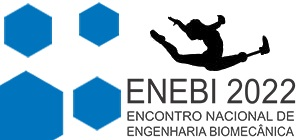 ENEBI 2022
ENCONTRO NACIONAL DE
ENGENHARIA BIOMECÂNICA